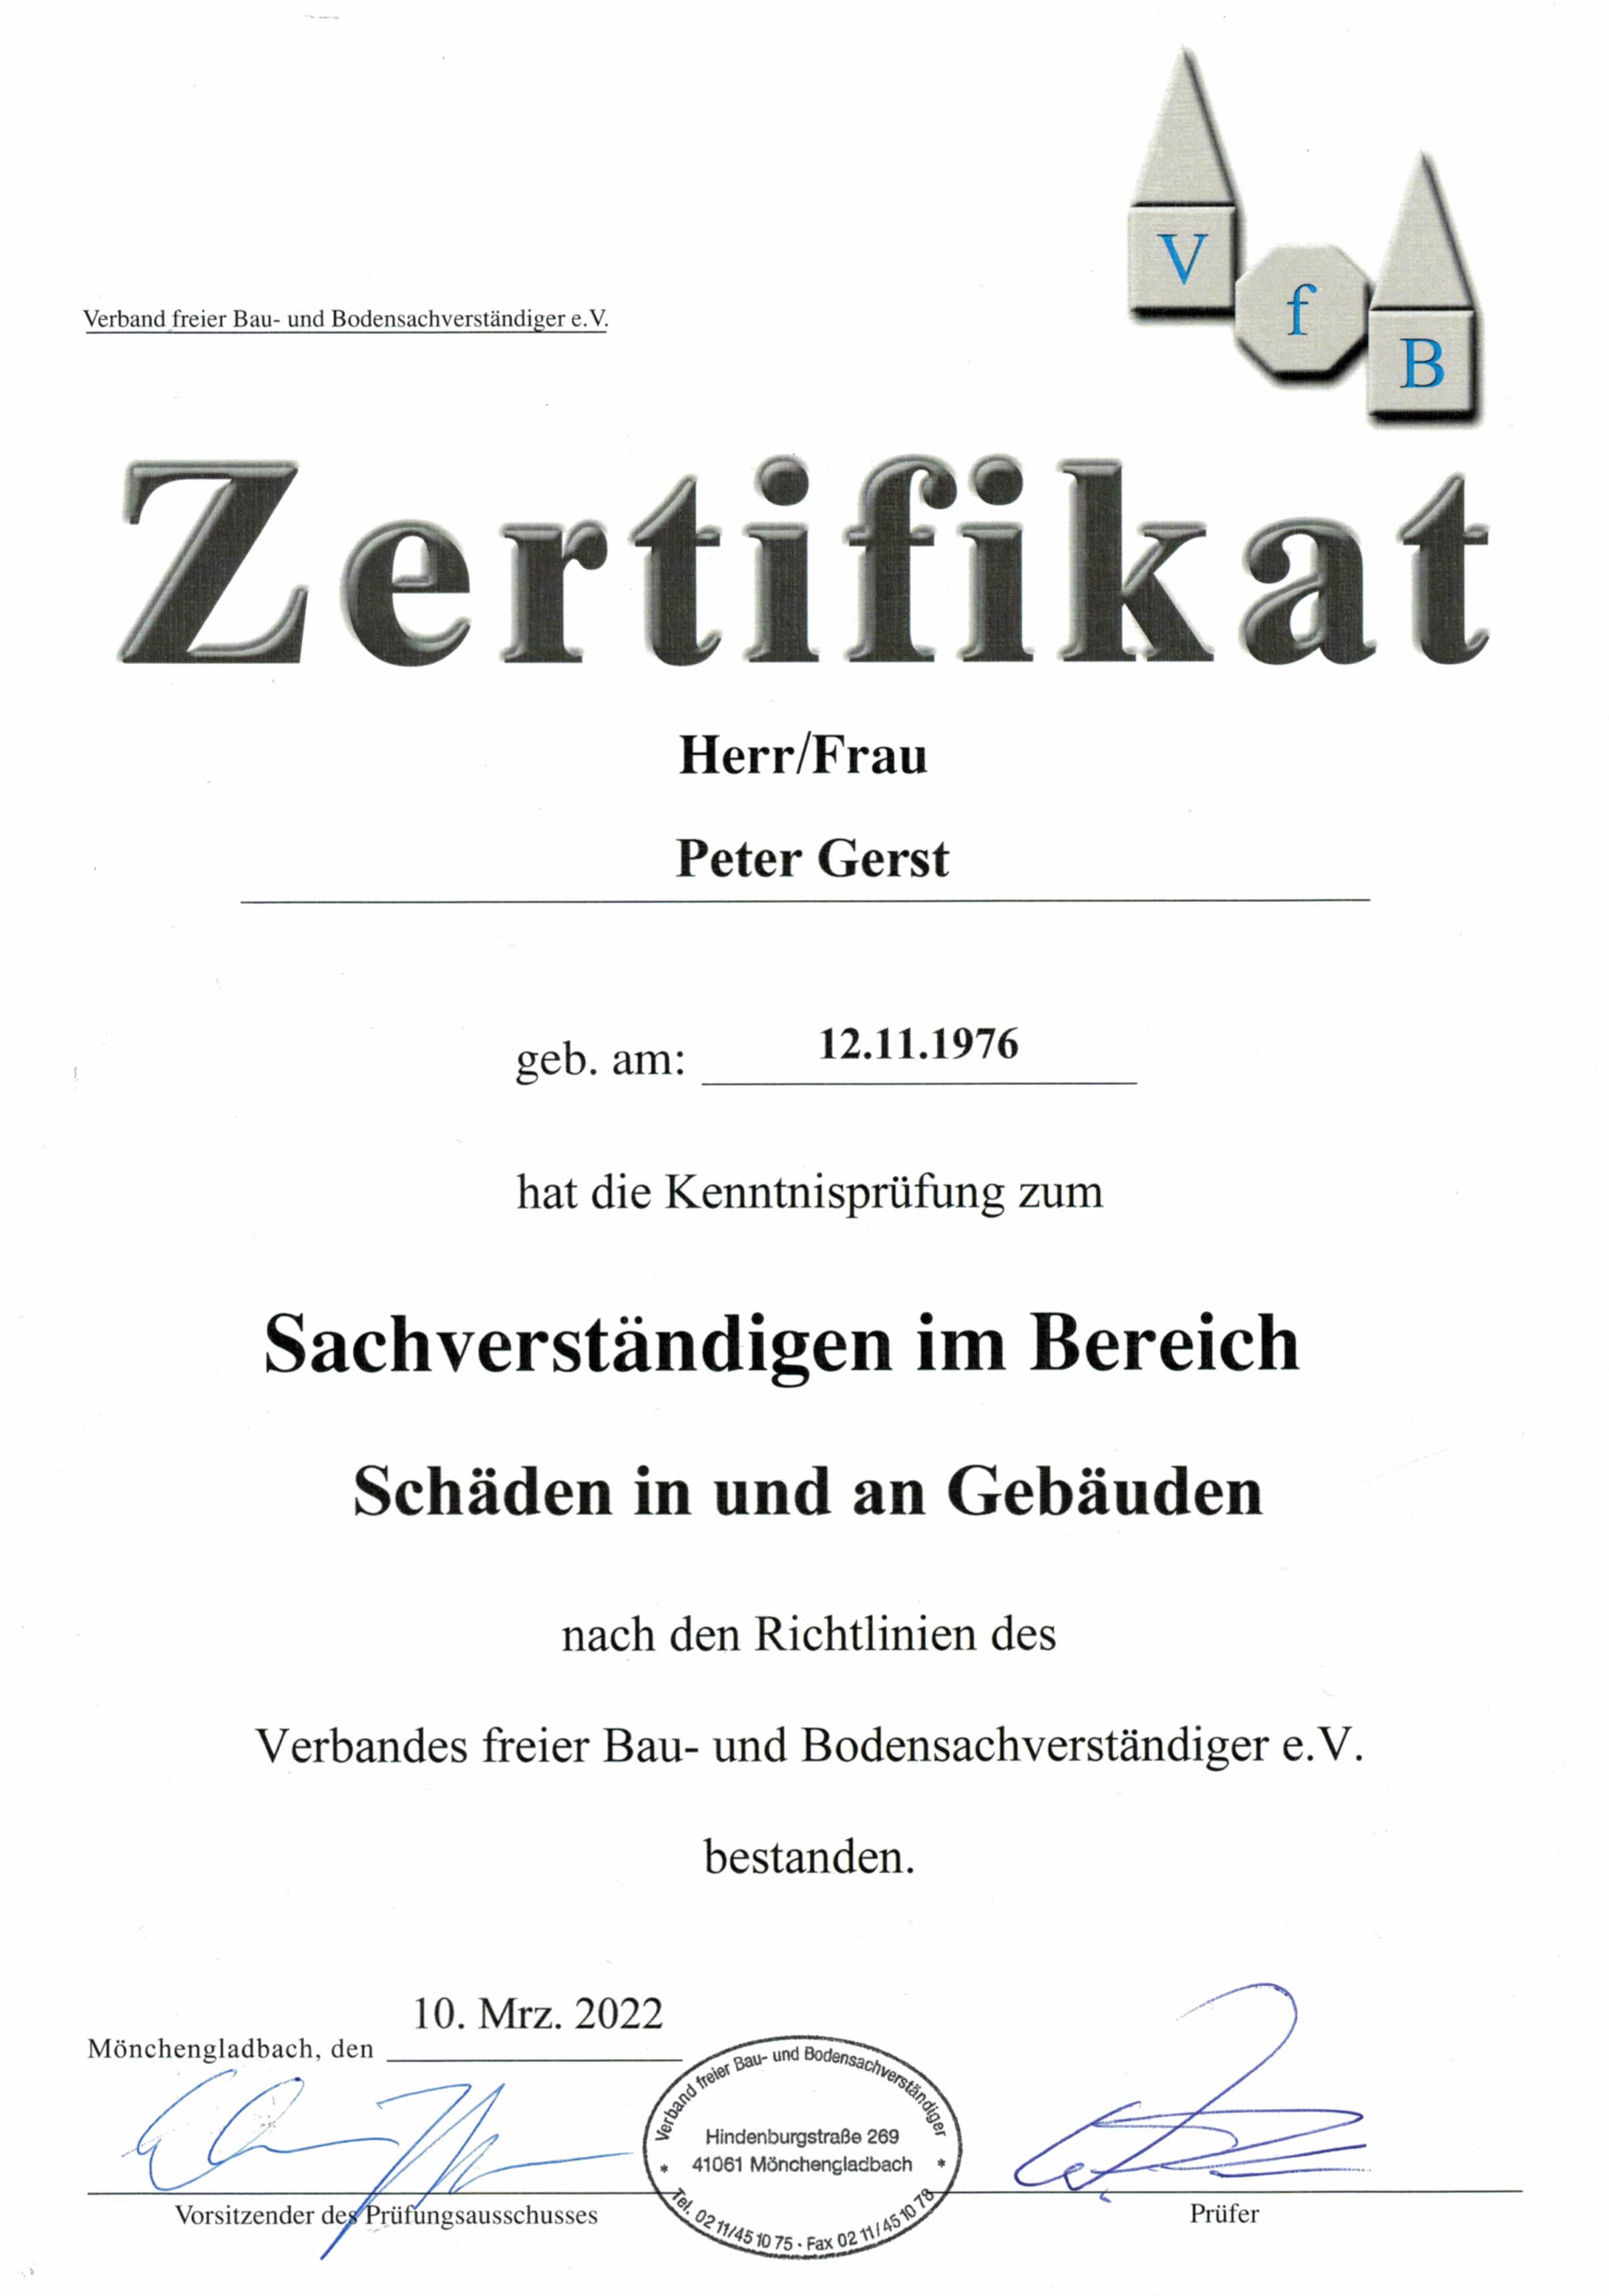 V
f
B
Verband freier Bau- und Bodensachverständiger e.V.
Zertifikat
Herr/Frau
Peter Gerst
geb. am: 12.11.1976
hat die Kenntnisprüfung zum
Sachverständigen im Bereich
Schäden in und an Gebäuden
nach den Richtlinien des
Verbandes freier Bau- und Bodensachverständiger e.V.
bestanden.
Mönchengladbach, den 10. Mrz. 2022
Verband freier Bau- und Bodensachverständiger
Hindenburgstraße 269
* 41061 Mönchengladbach *
Tel. 02 11/45 10 75 · Fax 02 11/45 10 78
Vorsitzender des Prüfungsausschusses
Prüfer